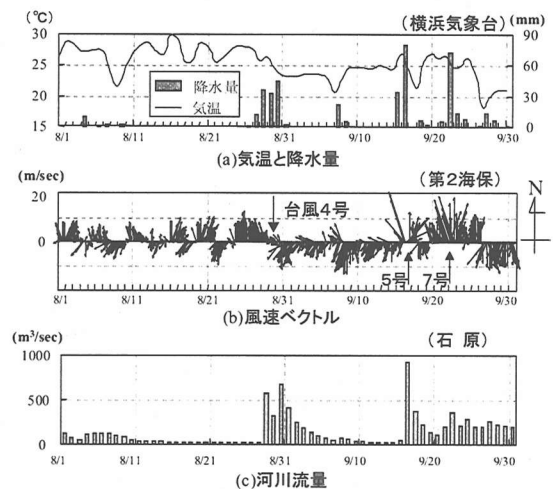 (℃) (横浜気象台) (mm)
30 90
25 60
20 30
15 0
降水量
気温
8/1 8/11 8/21 8/31 9/10 9/20 9/30
(a)気温と降水量
(m/sec) (第2海保) N
20
台風4号
0
5号 7号
8/1 8/11 8/21 8/31 9/10 9/20 9/30
(b)風速ベクトル
(m³/sec) (石 原)
1000
500
0
8/1 8/11 8/21 8/31 9/10 9/20 9/30
(c)河川流量